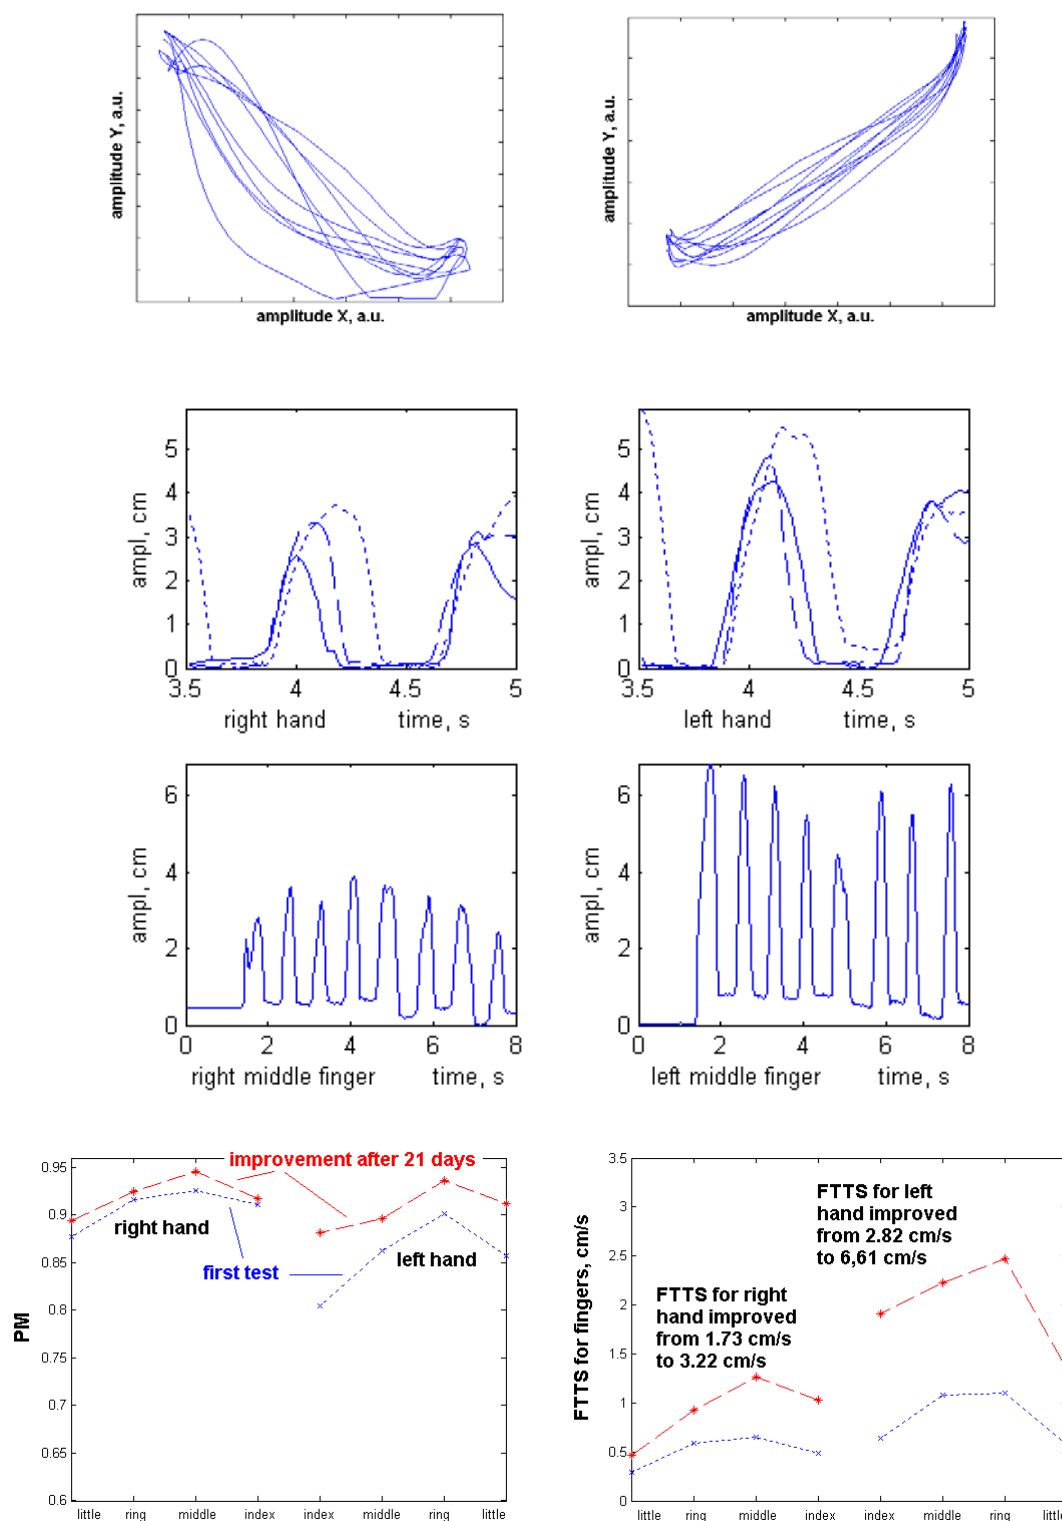 amplitude Y, a.u.
amplitude X, a.u.
amplitude Y, a.u.
amplitude X, a.u.
ampl, cm
5
4
3
2
1
0
3.5 4 4.5 5
right hand time, s
ampl, cm
5
4
3
2
1
0
3.5 4 4.5 5
left hand time, s
ampl, cm
6
4
2
0
0 2 4 6 8
right middle finger time, s
ampl, cm
6
4
2
0
0 2 4 6 8
left middle finger time, s
PM
0.95
0.9
0.85
0.8
0.75
0.7
0.65
0.6
improvement after 21 days
right hand
first test
left hand
little ring middle index index middle ring little
FTTS for fingers, cm/s
3.5
3
2.5
2
1.5
1
0.5
0
FTTS for left
hand improved
from 2.82 cm/s
to 6,61 cm/s
FTTS for right
hand improved
from 1.73 cm/s
to 3.22 cm/s
little ring middle index index middle ring little